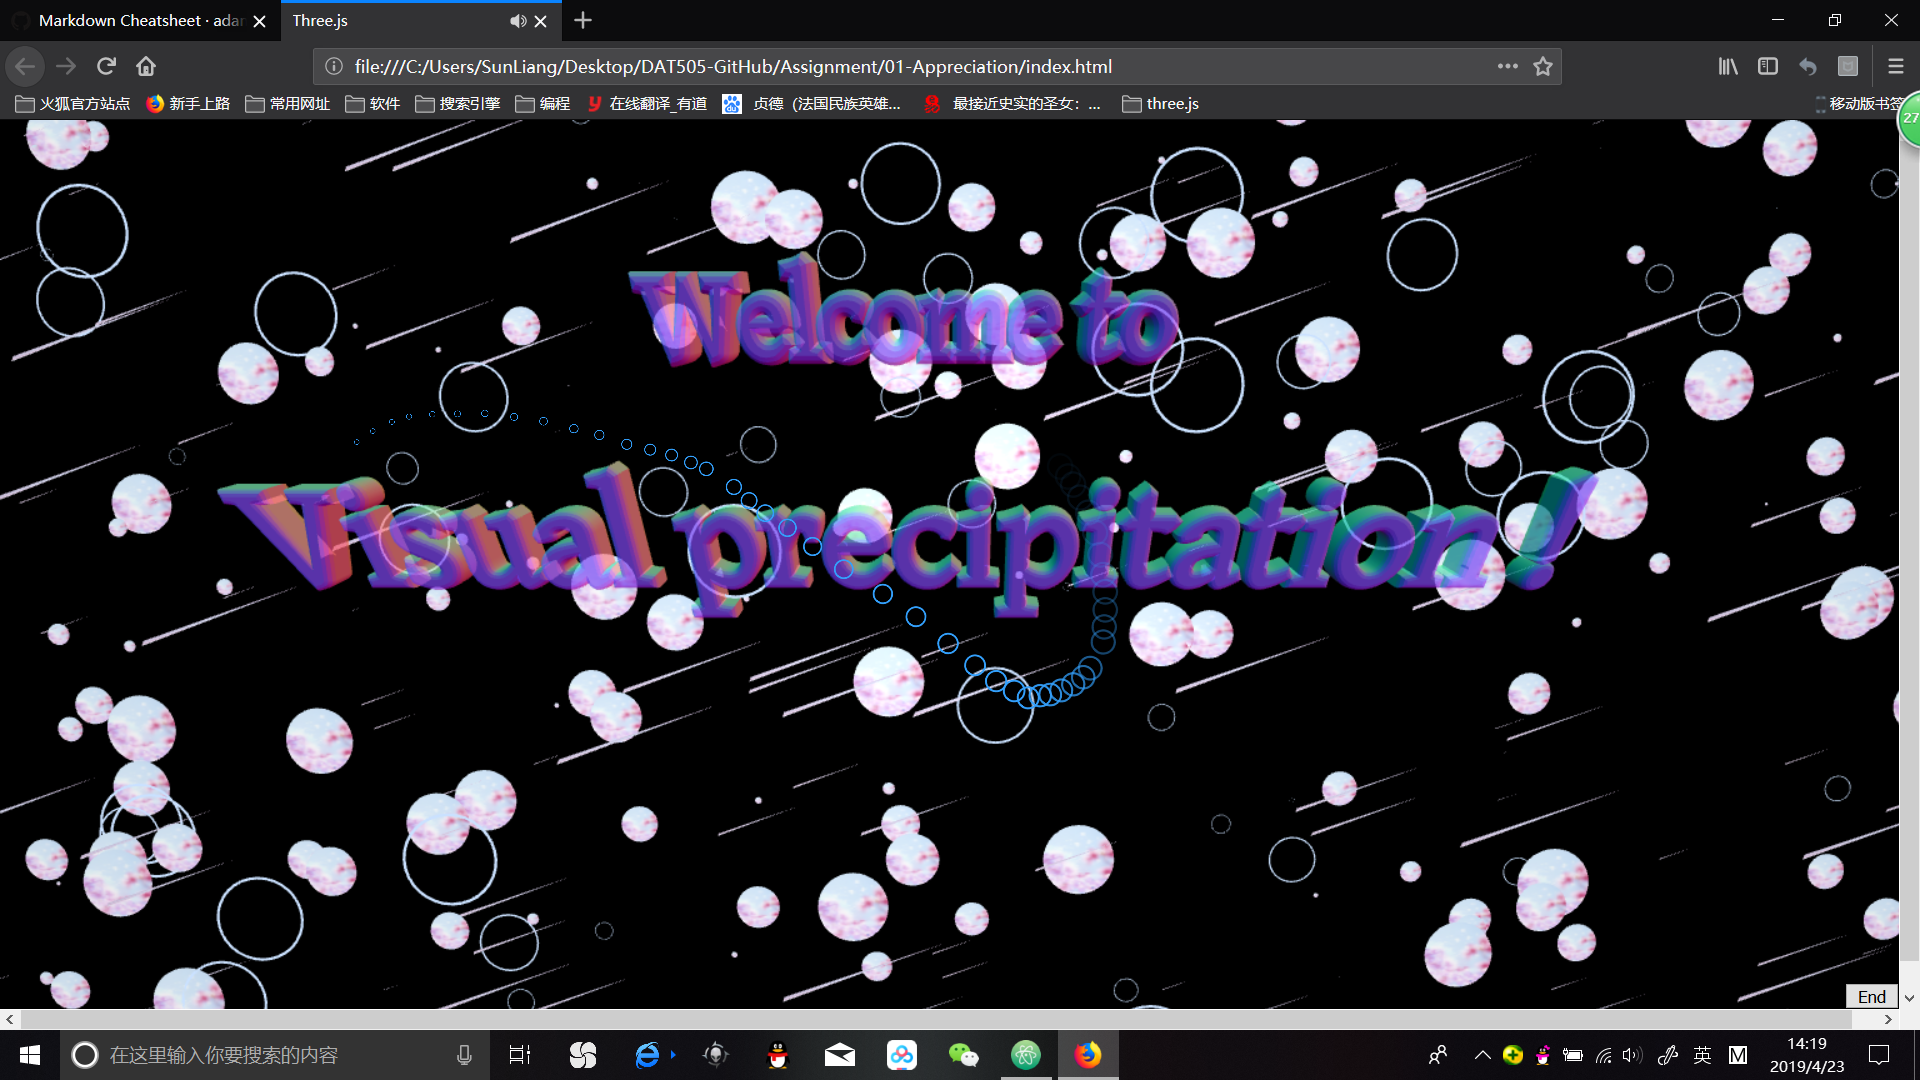 Markdown Cheatsheet · adar
Three.js
file:///C:/Users/SunLiang/Desktop/DAT505-GitHub/Assignment/01-Appreciation/index.html
火狐官方站点 新手上路 常用网址 软件 搜索引擎 编程 在线翻译_有道 贞德（法国民族英雄... 最接近史实的圣女：... three.js 移动版书签
27
Welcome to
Visual precipitation !
End
在这里输入你要搜索的内容
英
M
14:19
2019/4/23